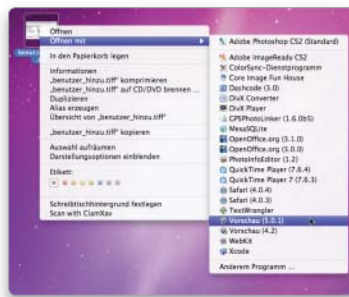 benutzer
Öffnen
Öffnen mit
In den Papierkorb legen
Informationen
„benutzer_hinzu.tiff" komprimieren
„benutzer_hinzu.tiff" auf CD/DVD brennen ...
Duplizieren
Alias erzeugen
Übersicht von „benutzer_hinzu.tiff"
„benutzer_hinzu.tiff" kopieren
Auswahl aufräumen
Darstellungsoptionen einblenden
Etikett:
Schreibtischhintergrund festlegen
Scan with ClamXav
Adobe Photoshop CS2 (Standard)
Adobe ImageReady CS2
ColorSync-Dienstprogramm
Core Image Fun House
Dashcode (3.0)
DivX Converter
DivX Player
GPSPhotoLinker (1.6.0b5)
MesaSQLite
OpenOffice.org (3.1.0)
OpenOffice.org (3.0.0)
PhotoInfoEditor (1.2)
QuickTime Player (7.6.4)
QuickTime Player 7 (7.6.3)
Safari (4.0.4)
Safari (4.0.3)
TextWrangler
Vorschau (5.0.1)
Vorschau (4.2)
WebKit
Xcode
Anderem Programm ...